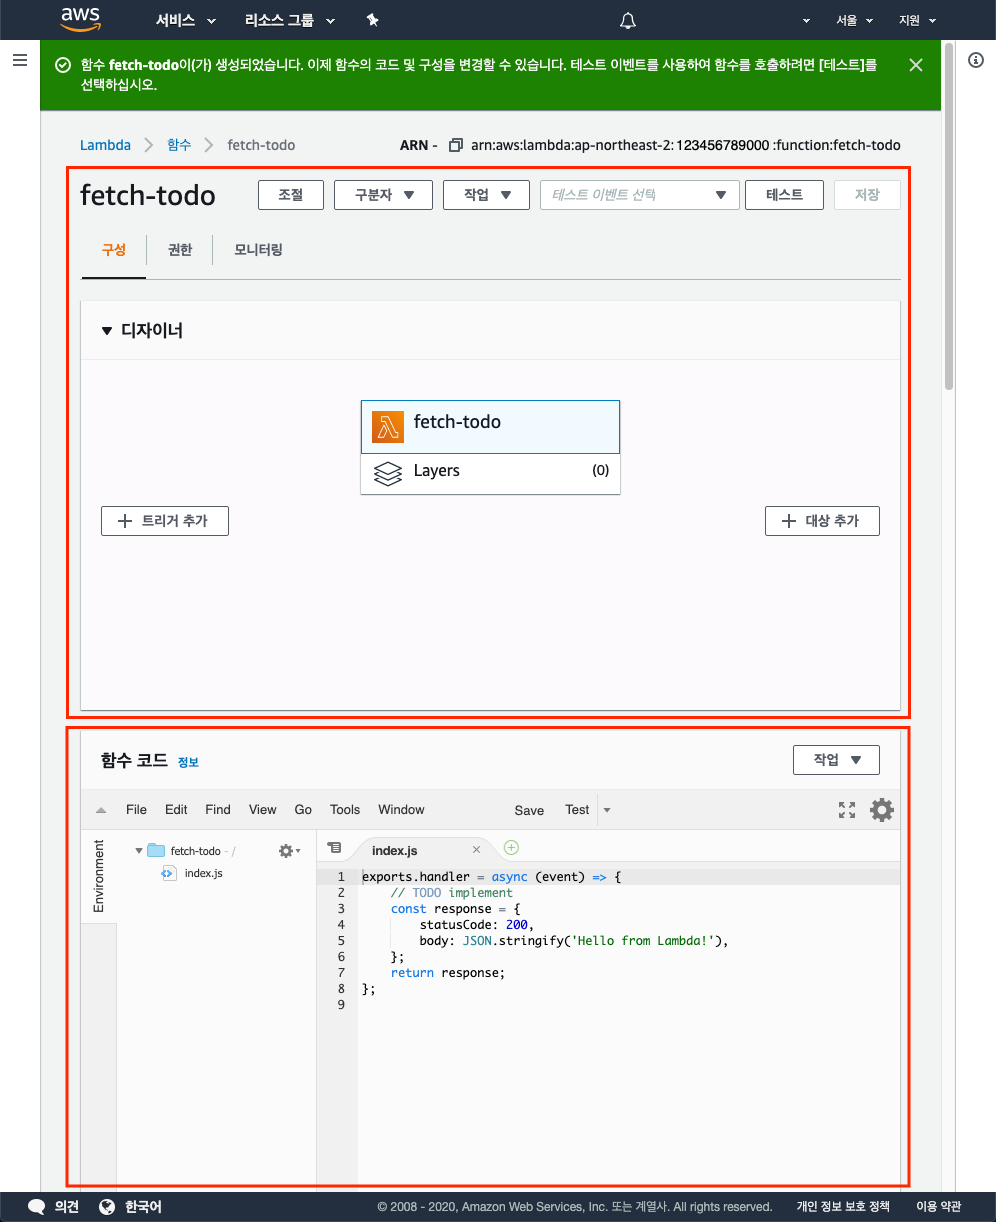 aws 서비스 리소스 그룹 서울 지원
함수 fetch-todo이(가) 생성되었습니다. 이제 함수의 코드 및 구성을 변경할 수 있습니다. 테스트 이벤트를 사용하여 함수를 호출하려면 [테스트]를
선택하십시오.
Lambda 함수 fetch-todo ARN - arn:aws:lambda:ap-northeast-2:123456789000:function:fetch-todo
fetch-todo 조절 구분자 작업 테스트 이벤트 선택 테스트 저장
구성 권한 모니터링
디자이너
fetch-todo
Layers (0)
트리거 추가 대상 추가
함수 코드 정보 작업
File Edit Find View Go Tools Window Save Test
Environment
fetch-todo - /
index.js
index.js
1 exports.handler = async (event) => {
2 // TODO implement
3 const response = {
4 statusCode: 200,
5 body: JSON.stringify('Hello from Lambda!'),
6 };
7 return response;
8 };
9
의견 한국어 © 2008 - 2020, Amazon Web Services, Inc. 또는 계열사. All rights reserved. 개인 정보 보호 정책 이용 약관